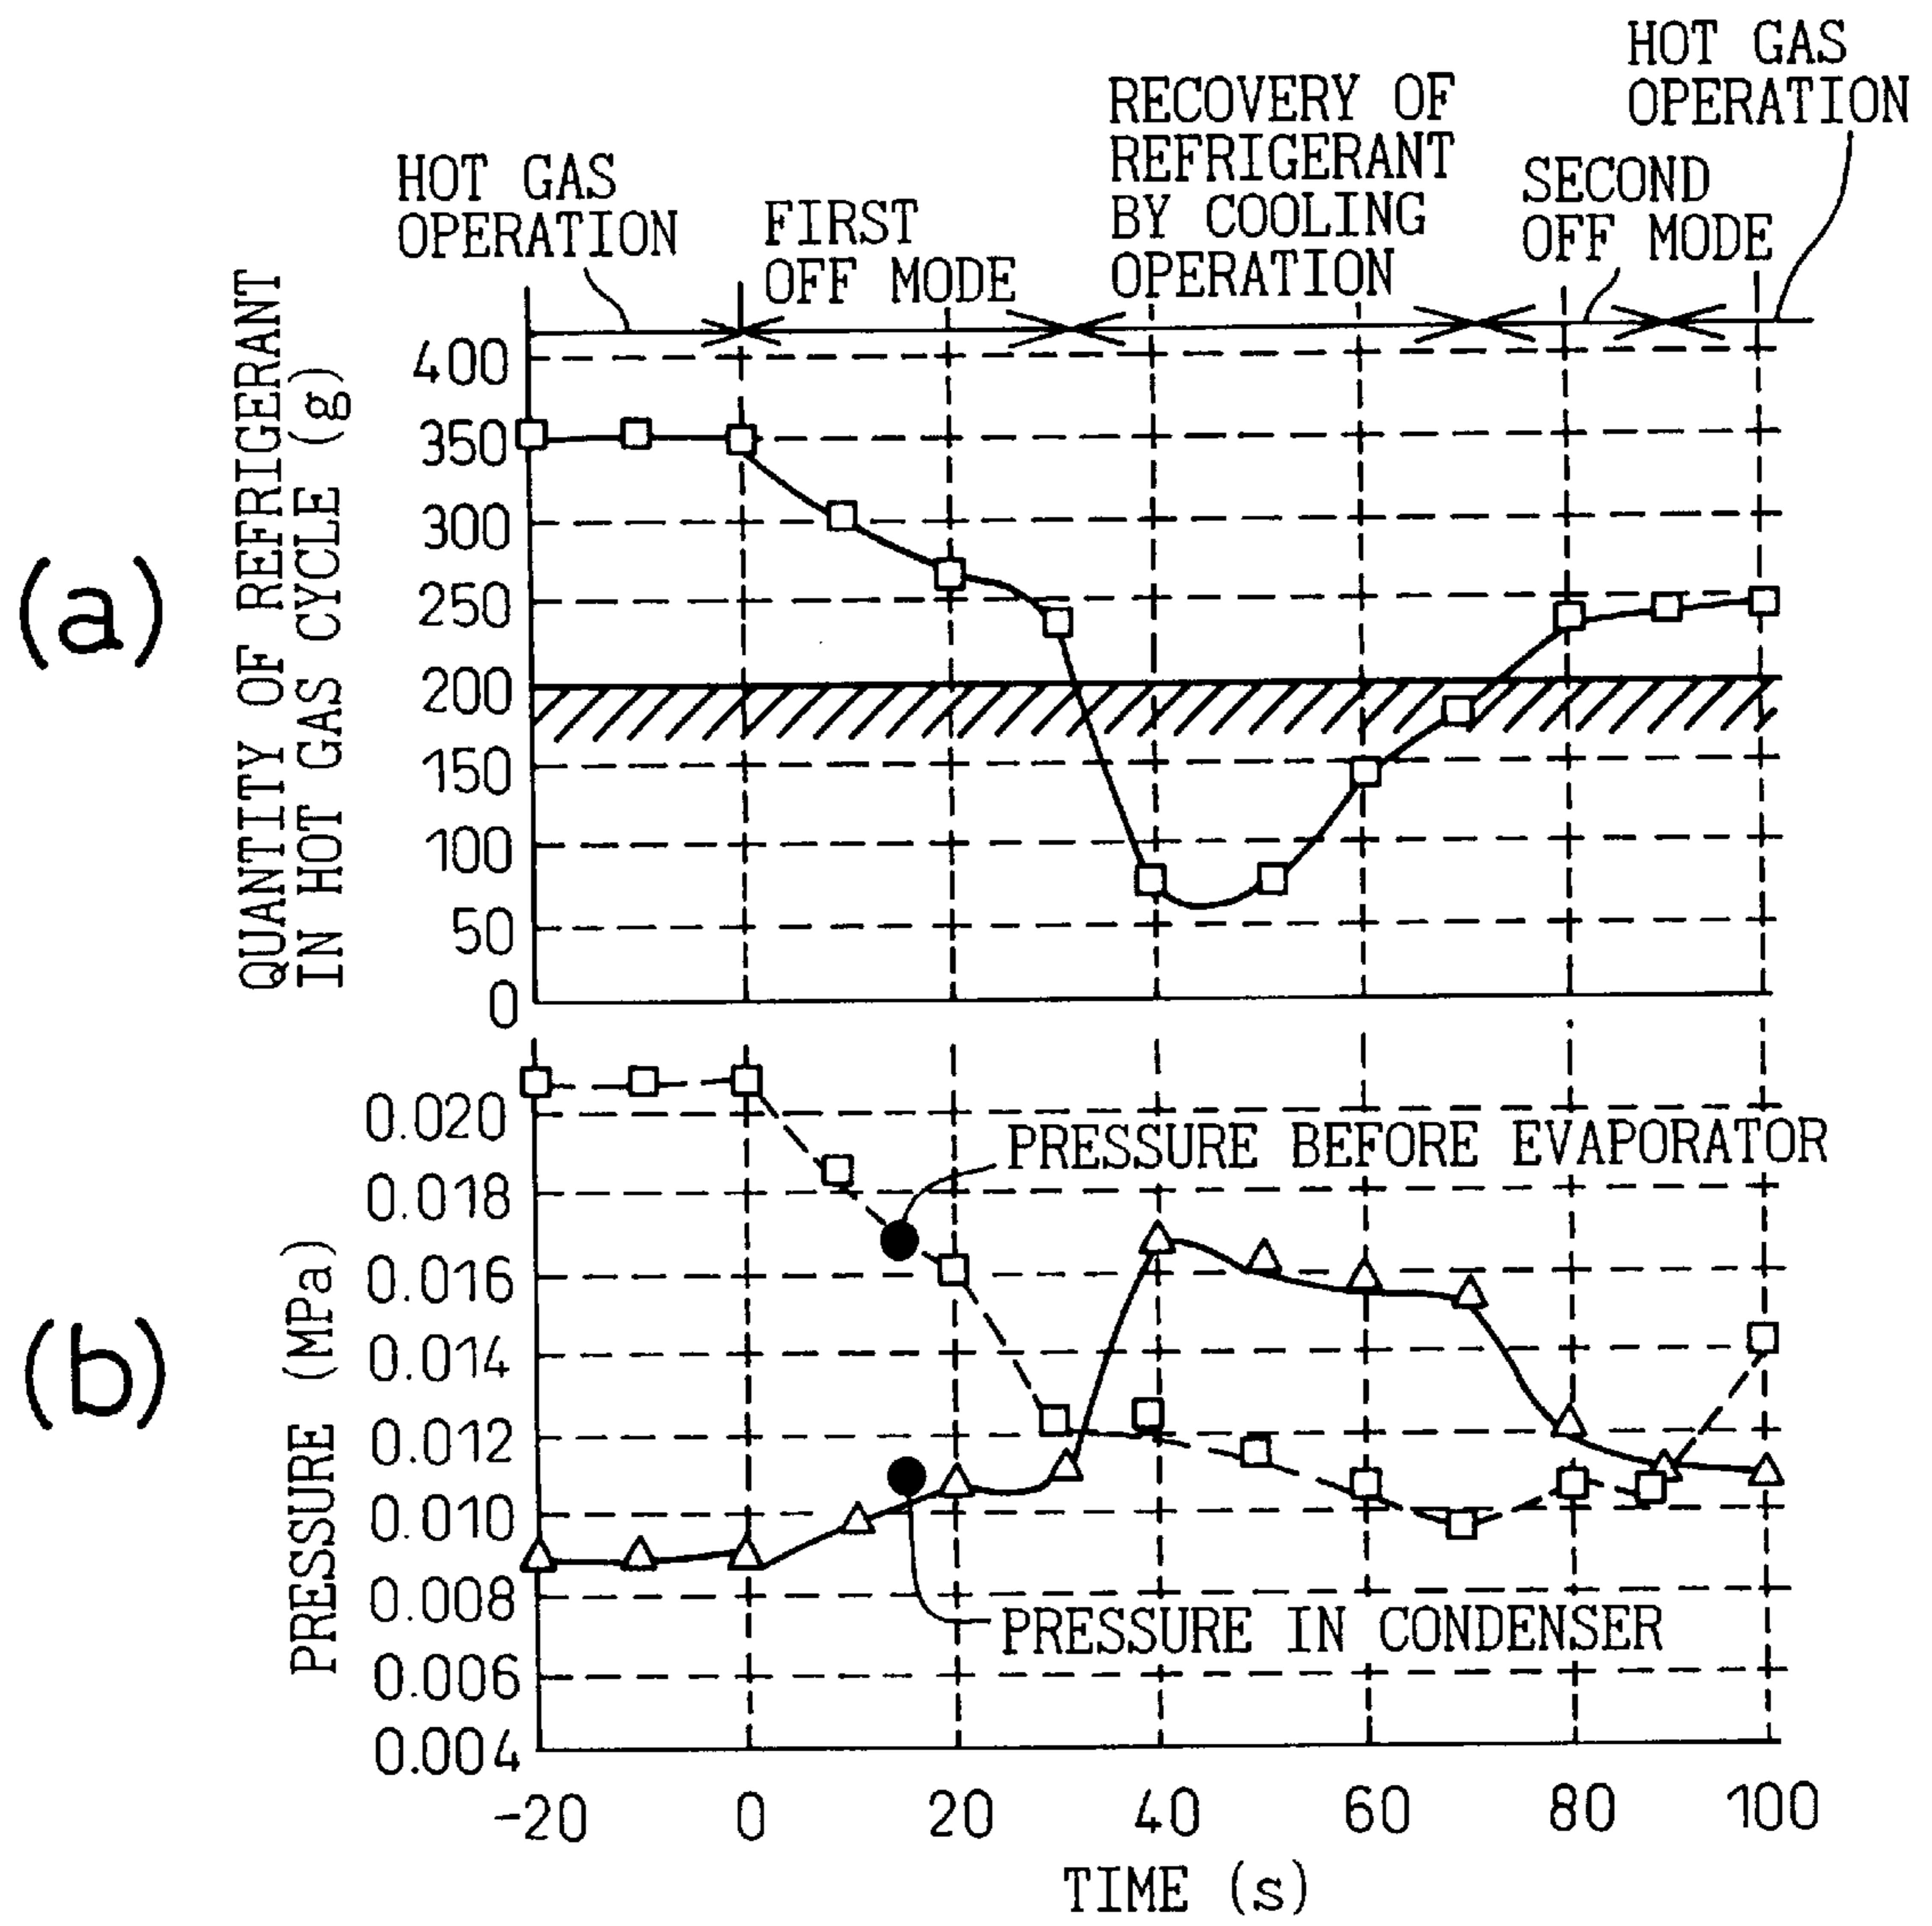 HOT GAS
OPERATION
RECOVERY OF
REFRIGERANT
BY COOLING
OPERATION
HOT GAS
OPERATION
FIRST
OFF MODE
SECOND
OFF MODE
(a)
QUANTITY OF REFRIGERANT
IN HOT GAS CYCLE (g)
400
350
300
250
200
150
100
50
0
(b)
PRESSURE (MPa)
0.020
0.018
0.016
0.014
0.012
0.010
0.008
0.006
0.004
PRESSURE BEFORE EVAPORATOR
PRESSURE IN CONDENSER
-20 0 20 40 60 80 100
TIME (s)